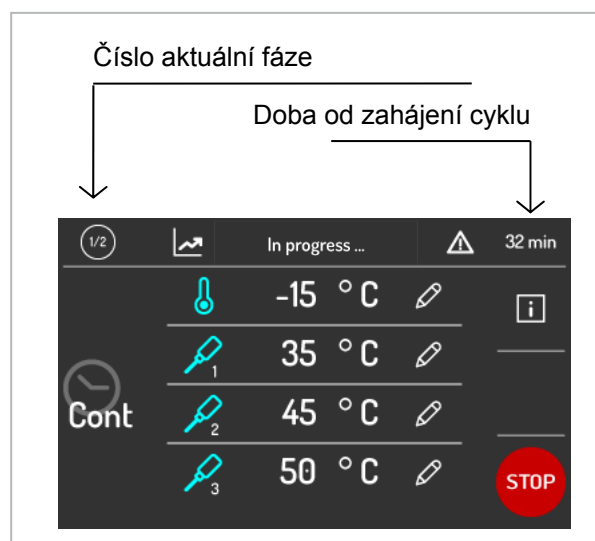 Číslo aktuální fáze
Doba od zahájení cyklu
1/2 In progress ... 32 min
-15 °C
i
35 °C
1
Cont
45 °C
2
50 °C
3
STOP